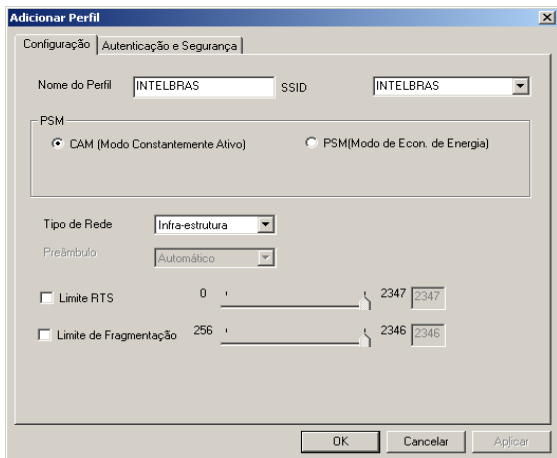 Adicionar Perfil
Configuração Autenticação e Segurança
Nome do Perfil INTELBRAS SSID INTELBRAS
PSM
CAM (Modo Constantemente Ativo) PSM(Modo de Econ. de Energia)
Tipo de Rede Infra-estrutura
Preâmbulo Automático
Limite RTS 0 2347 2347
Limite de Fragmentação 256 2346 2346
OK Cancelar Aplicar